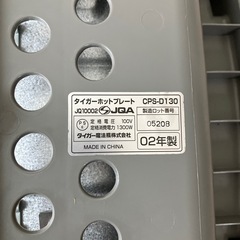 タイガーホットプレート CPS-D130
JQ10002 JQA 製造ロット番号
PSE 定格電圧 100V 05208
定格消費電力 1300W
タイガー魔法瓶株式会社 02年製
MADE IN CHINA